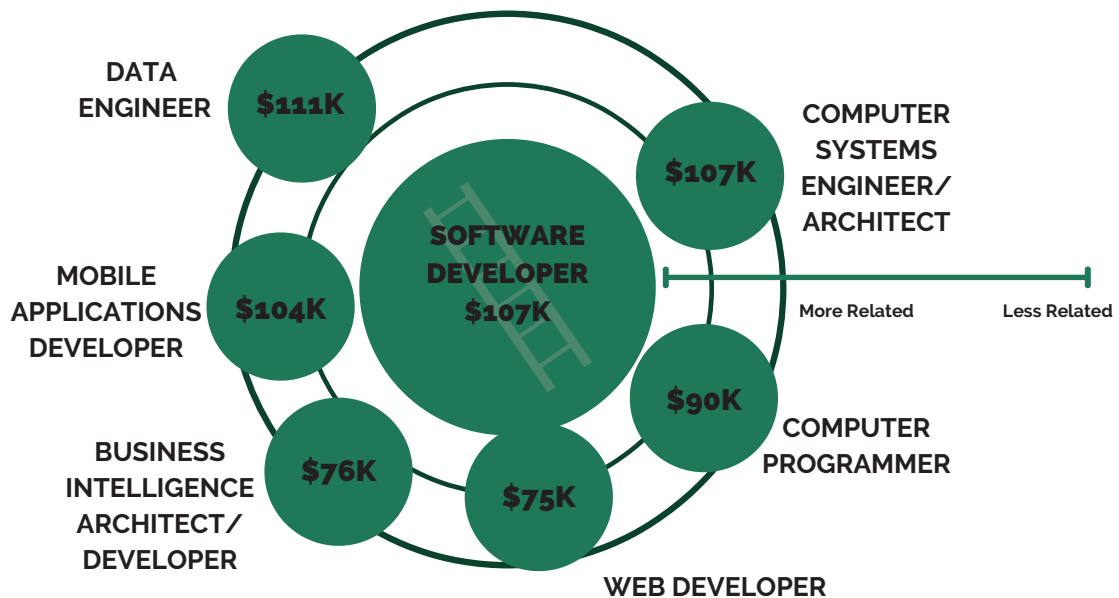 DATA
ENGINEER
$111K
COMPUTER
SYSTEMS
ENGINEER/
ARCHITECT
$107K
SOFTWARE
DEVELOPER
$107K
MOBILE
APPLICATIONS
DEVELOPER
$104K
More Related
Less Related
$90K
COMPUTER
PROGRAMMER
BUSINESS
INTELLIGENCE
ARCHITECT/
DEVELOPER
$76K
$75K
WEB DEVELOPER